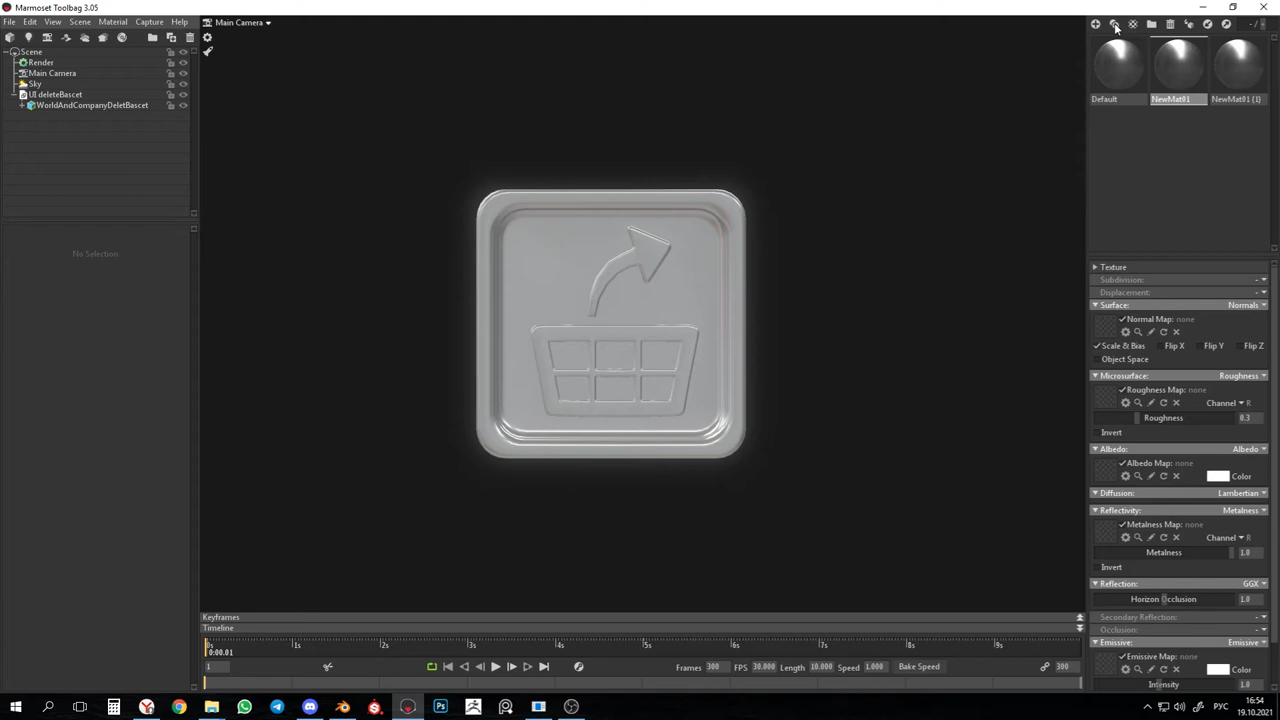 Marmoset Toolbag 3.05
File Edit View Scene Material Capture Help
Main Camera
- /
Scene
Render
Main Camera
Sky
UI deleteBascet
WorldAndCompanyDeletBascet
No Selection
Default
NewMat01
NewMat01 (1)
Texture
Subdivision: -
Displacement: -
Surface: Normals
Normal Map: none
Scale & Bias Flip X Flip Y Flip Z
Object Space
Microsurface: Roughness
Roughness Map: none
Channel R
Roughness 0.3
Invert
Albedo: Albedo
Albedo Map: none
Color
Diffusion: Lambertian
Reflectivity: Metalness
Metalness Map: none
Channel R
Metalness 1.0
Invert
Reflection: GGX
Horizon Occlusion 1.0
Secondary Reflection: -
Occlusion: -
Emissive: Emissive
Emissive Map: none
Color
Intensity 1.0
Keyframes
Timeline
0s 1s 2s 3s 4s 5s 6s 7s 8s 9s
0:00.01
1 Frames 300 FPS 30.000 Length 10.000 Speed 1.000 Bake Speed 300
Ps
РУС
16:54
19.10.2021